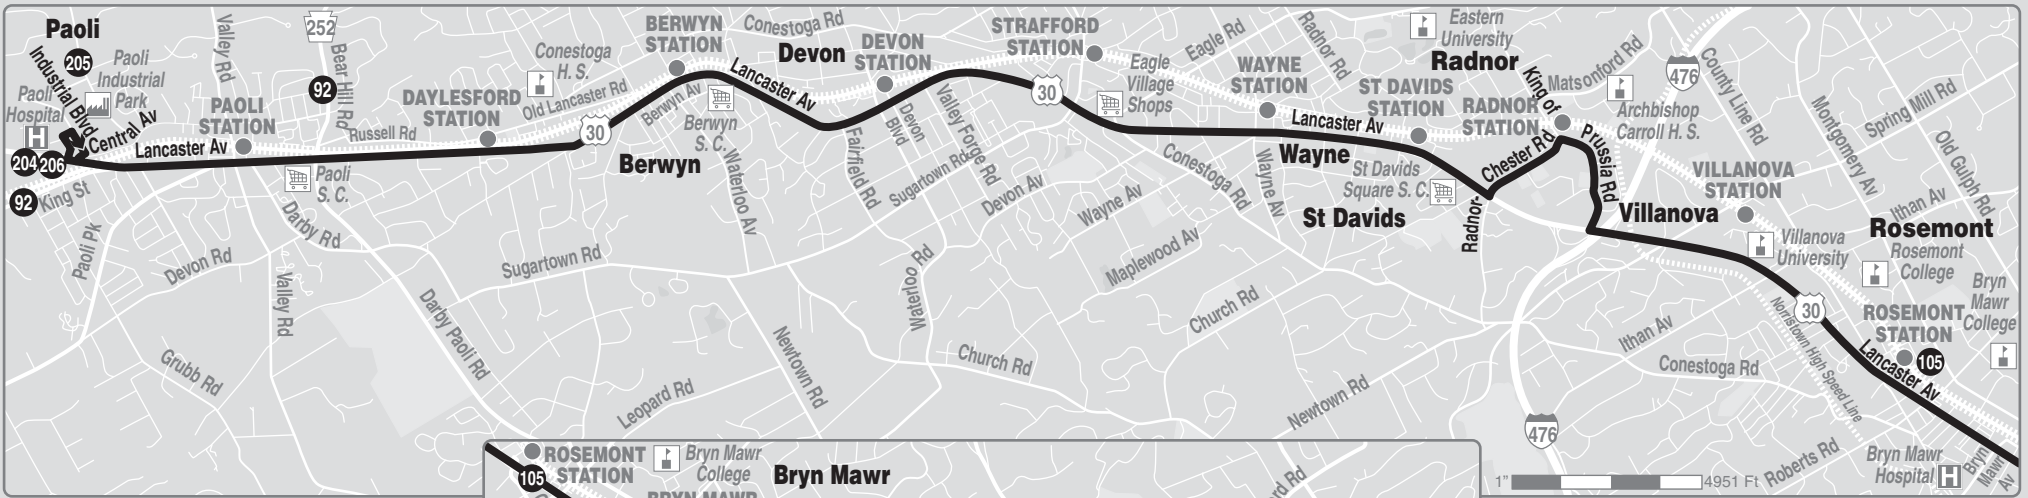 Paoli
205
Industrial Blvd
Paoli
Industrial
Park
Paoli
Hospital
H
Central Av
204
206
92
King St
Lancaster Av
Valley Rd
PAOLI
STATION
252
92
Bear Hill Rd
Russell Rd
Paoli
S. C.
Paoli Pk
Devon Rd
Darby Rd
Valley Rd
Grubb Rd
Darby Paoli Rd
DAYLESFORD
STATION
Conestoga
H. S.
Old Lancaster Rd
30
Berwyn
BERWYN
STATION
Berwyn Av
Berwyn
S. C.
Conestoga Rd
Devon
Lancaster Av
DEVON
STATION
Devon
Blvd
Fairfield Rd
Valley Forge Rd
Sugartown Rd
Waterloo Av
Sugartown Rd
Devon Av
Waterloo Rd
Newtown Rd
Leopard Rd
Church Rd
STRAFFORD
STATION
30
Eagle
Village
Shops
Eagle Rd
Wayne Av
Maplewood Av
Conestoga Rd
Church Rd
WAYNE
STATION
Radnor Rd
Lancaster Av
Wayne
Wayne Av
ST DAVIDS
STATION
St Davids
Square S. C.
St Davids
Eastern
University
Radnor
RADNOR
STATION
King of
Prussia Rd
Radnor-
Chester Rd
Matsonford Rd
Archbishop
Carroll H. S.
476
County Line Rd
Montgomery Av
Spring Mill Rd
Old Gulph Rd
Ithan Av
VILLANOVA
STATION
Villanova
Villanova
University
Rosemont
Rosemont
College
Bryn
Mawr
College
30
ROSEMONT
STATION
105
Lancaster Av
Norristown High Speed Line
Ithan Av
Conestoga Rd
Newtown Rd
476
1"
4951 Ft
Roberts Rd
Bryn Mawr
Hospital
H
Bryn
Mawr
Av
ROSEMONT
STATION
105
Bryn Mawr
College
Bryn Mawr
BRYN MAWR